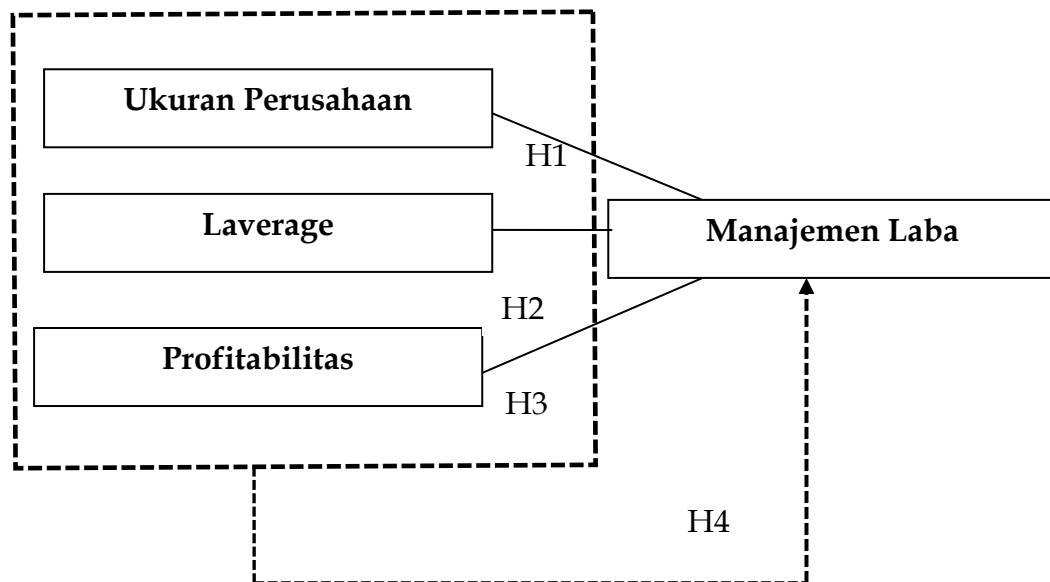 Ukuran Perusahaan
H1
Laverage
Manajemen Laba
H2
Profitabilitas
H3
H4